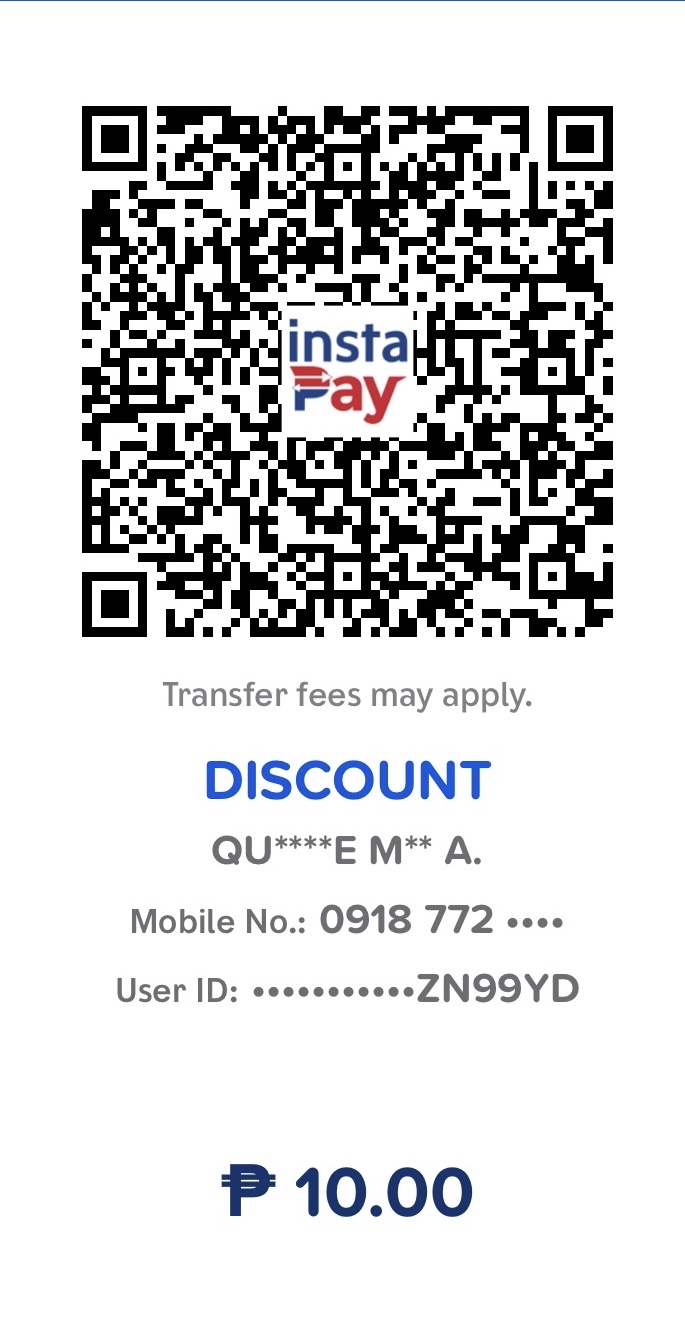 insta
Pay
Transfer fees may apply.
DISCOUNT
QU****E M** A.
Mobile No.: 0918 772 ••••
User ID: •••••••••••ZN99YD
₱ 10.00